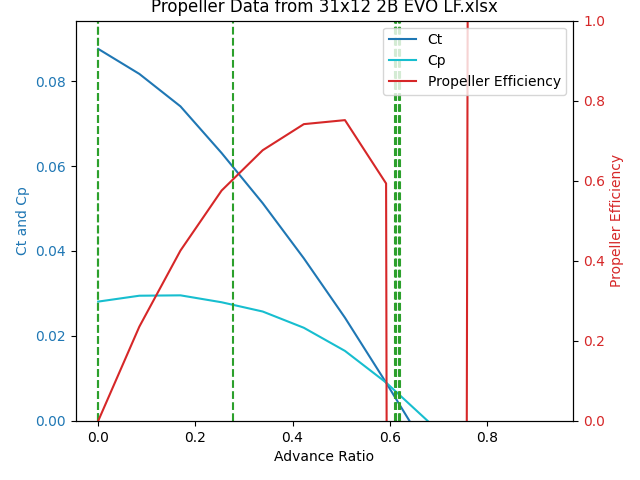 Propeller Data from 31x12 2B EVO LF.xlsx
Ct
Cp
Propeller Efficiency
0.08
0.06
0.04
0.02
0.00
Ct and Cp
1.0
0.8
0.6
0.4
0.2
0.0
Propeller Efficiency
0.0 0.2 0.4 0.6 0.8
Advance Ratio